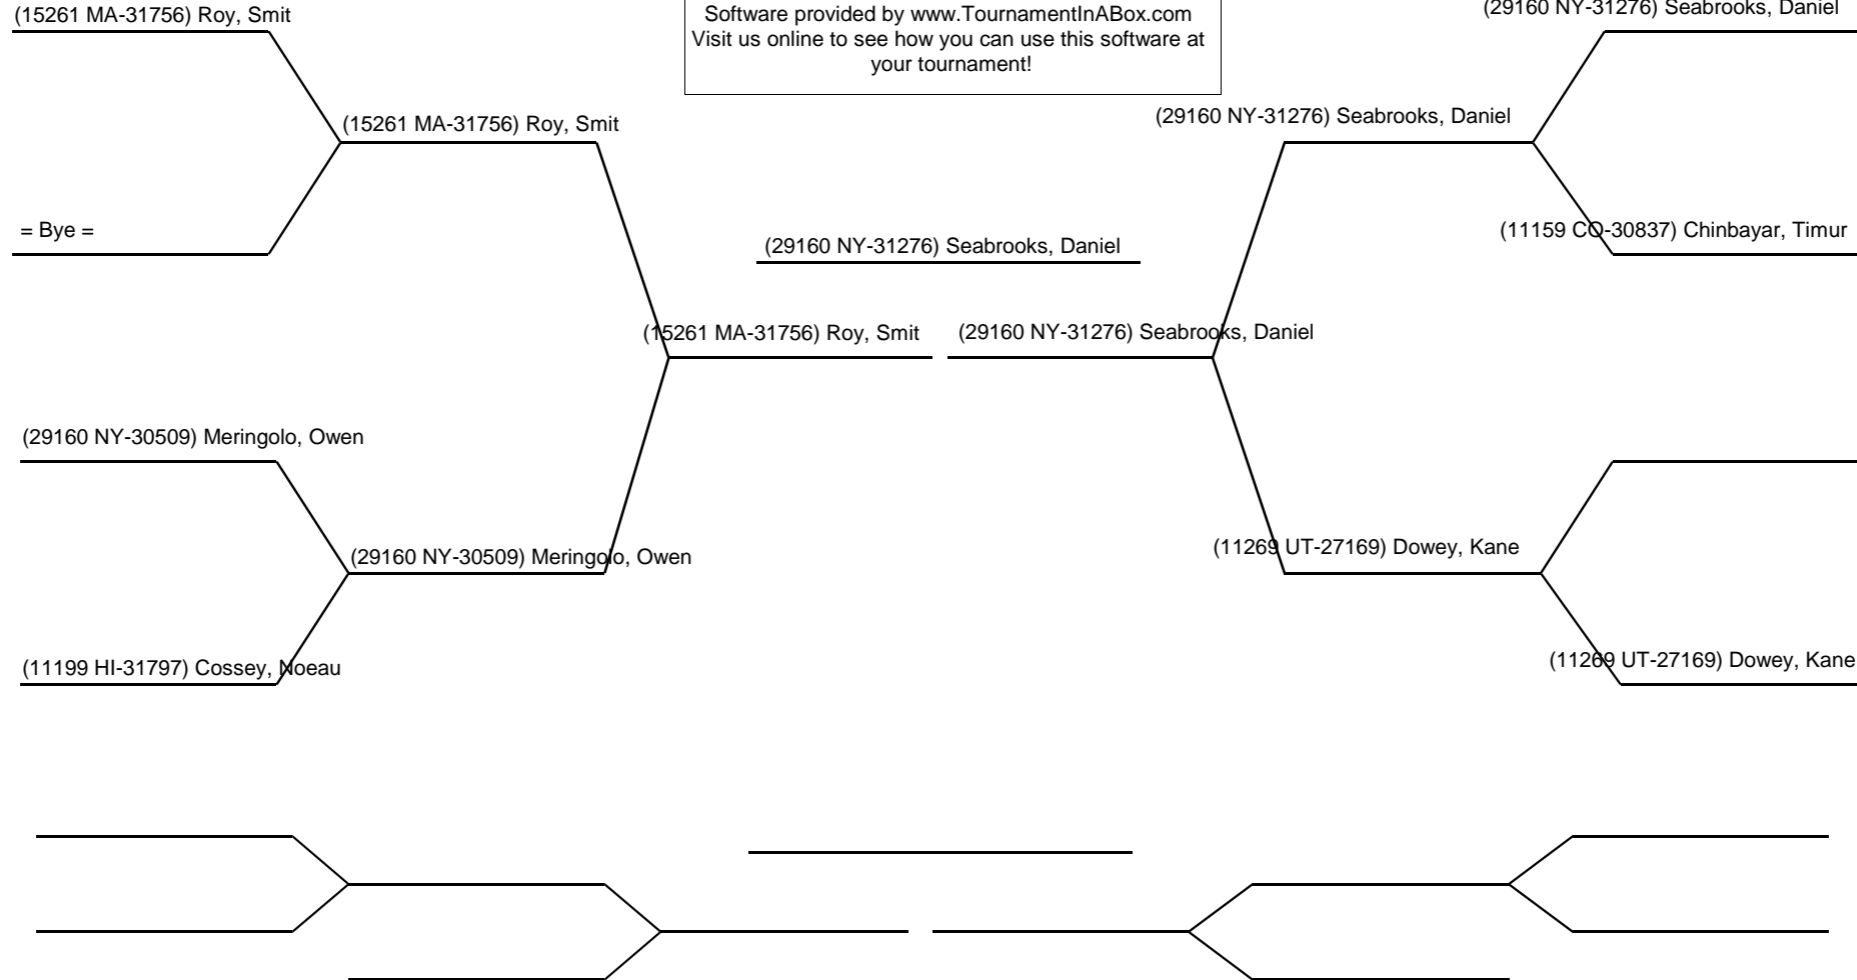 (15261 MA-31756) Roy, Smit
Software provided by www.TournamentInABox.com
Visit us online to see how you can use this software at
your tournament!
(29160 NY-31276) Seabrooks, Daniel
(15261 MA-31756) Roy, Smit
(29160 NY-31276) Seabrooks, Daniel
= Bye =
(29160 NY-31276) Seabrooks, Daniel
(11159 CO-30837) Chinbayar, Timur
(15261 MA-31756) Roy, Smit
(29160 NY-31276) Seabrooks, Daniel
(29160 NY-30509) Meringolo, Owen
(29160 NY-30509) Meringolo, Owen
(11269 UT-27169) Dowey, Kane
(11199 HI-31797) Cossey, Noeau
(11269 UT-27169) Dowey, Kane